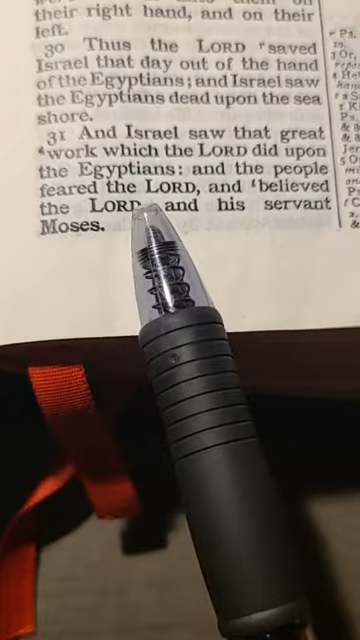 their right hand, and on their
left.
30 Thus the LORD ʳsaved
Israel that day out of the hand
of the Egyptians; and Israel saw
the Egyptians dead upon the sea
shore.
31 And Israel saw that great
work which the LORD did upon
the Egyptians: and the people
feared the LORD, and ᵗbelieved
the LORD and his servant
Moses.